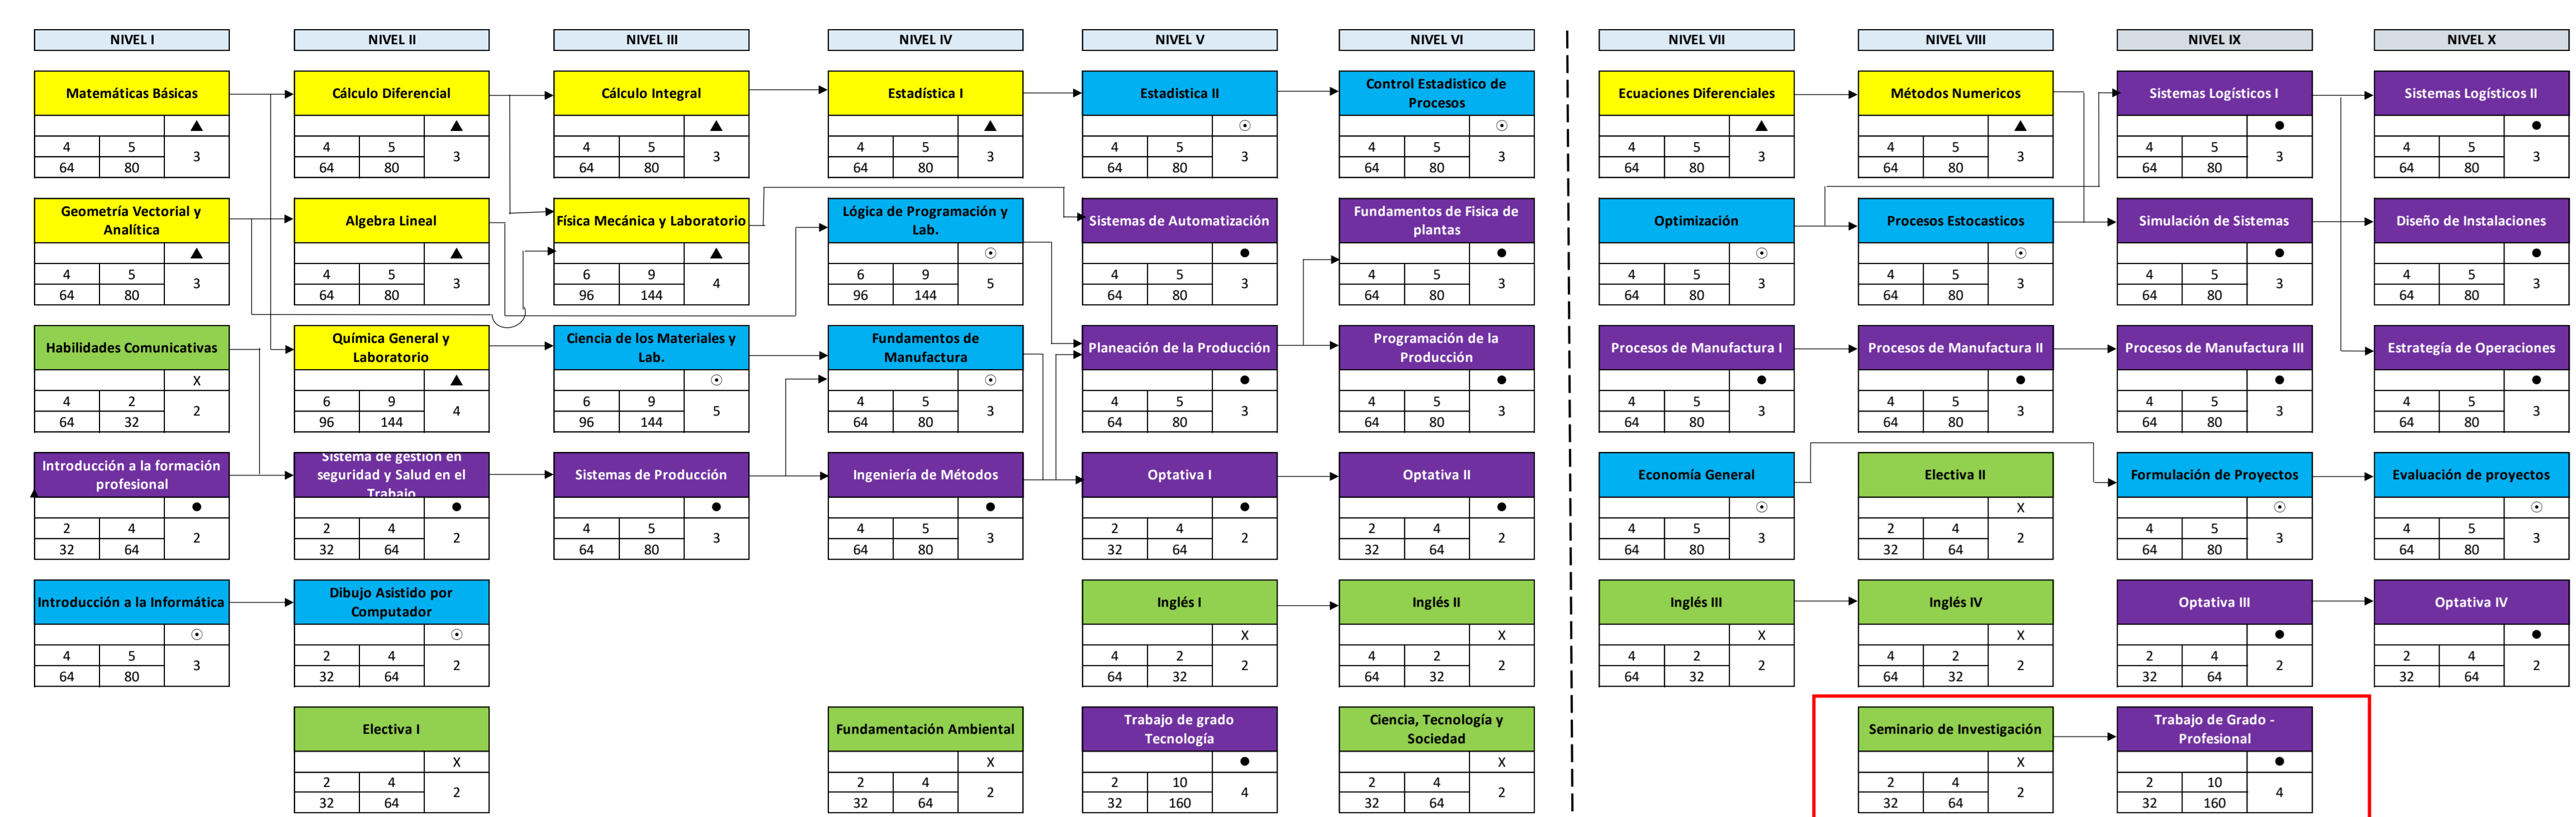 NIVEL I
NIVEL II
NIVEL III
NIVEL IV
NIVEL V
NIVEL VI
NIVEL VII
NIVEL VIII
NIVEL IX
NIVEL X
Matemáticas Básicas
▲
4 5
3
64 80
Cálculo Diferencial
▲
4 5
3
64 80
Cálculo Integral
▲
4 5
3
64 80
Estadística I
▲
4 5
3
64 80
Estadistica II
☉
4 5
3
64 80
Control Estadistico de
Procesos
☉
4 5
3
64 80
Ecuaciones Diferenciales
▲
4 5
3
64 80
Métodos Numericos
▲
4 5
3
64 80
Sistemas Logísticos I
●
4 5
3
64 80
Sistemas Logísticos II
●
4 5
3
64 80
Geometría Vectorial y
Analítica
▲
4 5
3
64 80
Algebra Lineal
▲
4 5
3
64 80
Física Mecánica y Laboratorio
▲
6 9
4
96 144
Lógica de Programación y
Lab.
☉
6 9
5
96 144
Sistemas de Automatización
●
4 5
3
64 80
Fundamentos de Fisica de
plantas
●
4 5
3
64 80
Optimización
☉
4 5
3
64 80
Procesos Estocasticos
☉
4 5
3
64 80
Simulación de Sistemas
●
4 5
3
64 80
Diseño de Instalaciones
●
4 5
3
64 80
Habilidades Comunicativas
X
4 2
2
64 32
Química General y
Laboratorio
▲
6 9
4
96 144
Ciencia de los Materiales y
Lab.
☉
6 9
5
96 144
Fundamentos de
Manufactura
☉
4 5
3
64 80
Planeación de la Producción
●
4 5
3
64 80
Programación de la
Producción
●
4 5
3
64 80
Procesos de Manufactura I
●
4 5
3
64 80
Procesos de Manufactura II
●
4 5
3
64 80
Procesos de Manufactura III
●
4 5
3
64 80
Estrategía de Operaciones
●
4 5
3
64 80
Introducción a la formación
profesional
●
2 4
2
32 64
Sistema de gestión en
seguridad y Salud en el
Trabajo
●
2 4
2
32 64
Sistemas de Producción
●
4 5
3
64 80
Ingeniería de Métodos
●
4 5
3
64 80
Optativa I
●
2 4
2
32 64
Optativa II
●
2 4
2
32 64
Economía General
☉
4 5
3
64 80
Electiva II
X
2 4
2
32 64
Formulación de Proyectos
☉
4 5
3
64 80
Evaluación de proyectos
☉
4 5
3
64 80
Introducción a la Informática
☉
4 5
3
64 80
Dibujo Asistido por
Computador
☉
2 4
2
32 64
Inglés I
X
4 2
2
64 32
Inglés II
X
4 2
2
64 32
Inglés III
X
4 2
2
64 32
Inglés IV
X
4 2
2
64 32
Optativa III
●
2 4
2
32 64
Optativa IV
●
2 4
2
32 64
Electiva I
X
2 4
2
32 64
Fundamentación Ambiental
X
2 4
2
32 64
Trabajo de grado
Tecnología
●
2 10
4
32 160
Ciencia, Tecnología y
Sociedad
X
2 4
2
32 64
Seminario de Investigación
X
2 4
2
32 64
Trabajo de Grado -
Profesional
●
2 10
4
32 160